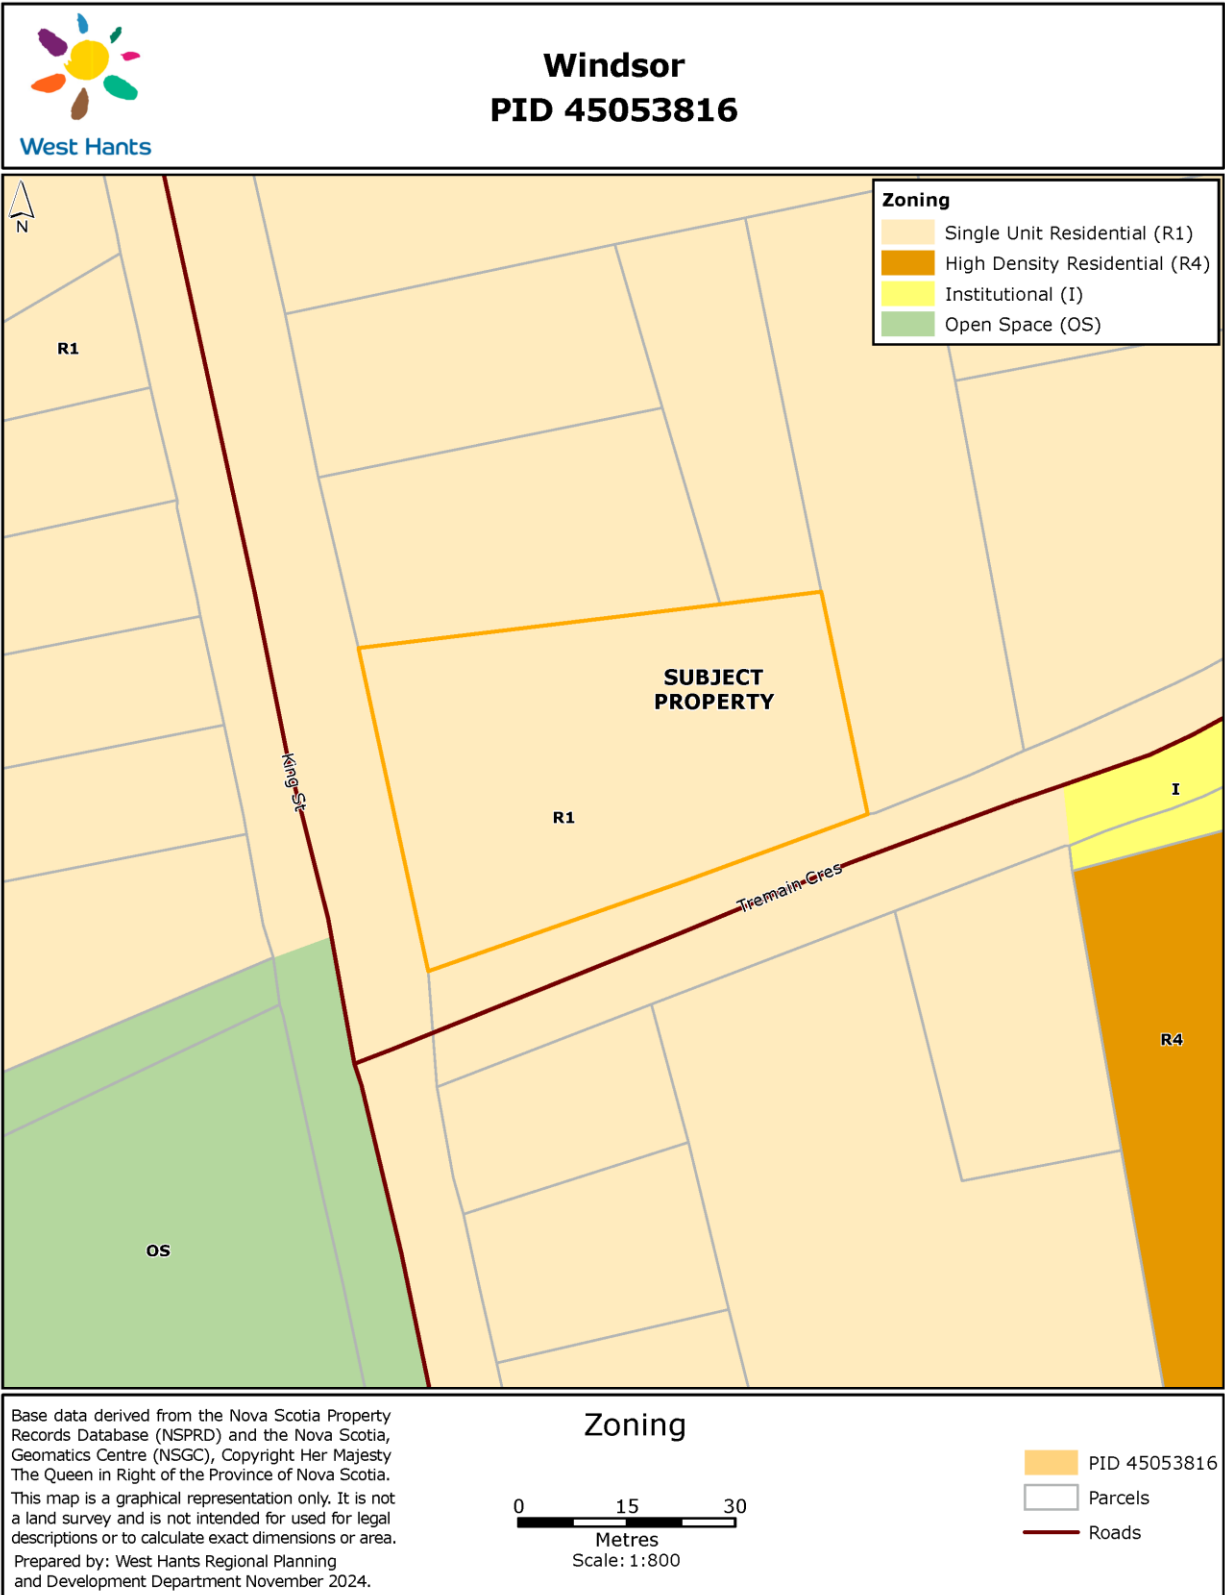 West Hants
Windsor
PID 45053816
N
Zoning
Single Unit Residential (R1)
High Density Residential (R4)
Institutional (I)
Open Space (OS)
R1
SUBJECT
PROPERTY
King St
R1
I
Tremain Cres
R4
OS
Base data derived from the Nova Scotia Property
Records Database (NSPRD) and the Nova Scotia,
Geomatics Centre (NSGC), Copyright Her Majesty
The Queen in Right of the Province of Nova Scotia.
This map is a graphical representation only. It is not
a land survey and is not intended for used for legal
descriptions or to calculate exact dimensions or area.
Prepared by: West Hants Regional Planning
and Development Department November 2024.
Zoning
0 15 30
Metres
Scale: 1:800
PID 45053816
Parcels
Roads